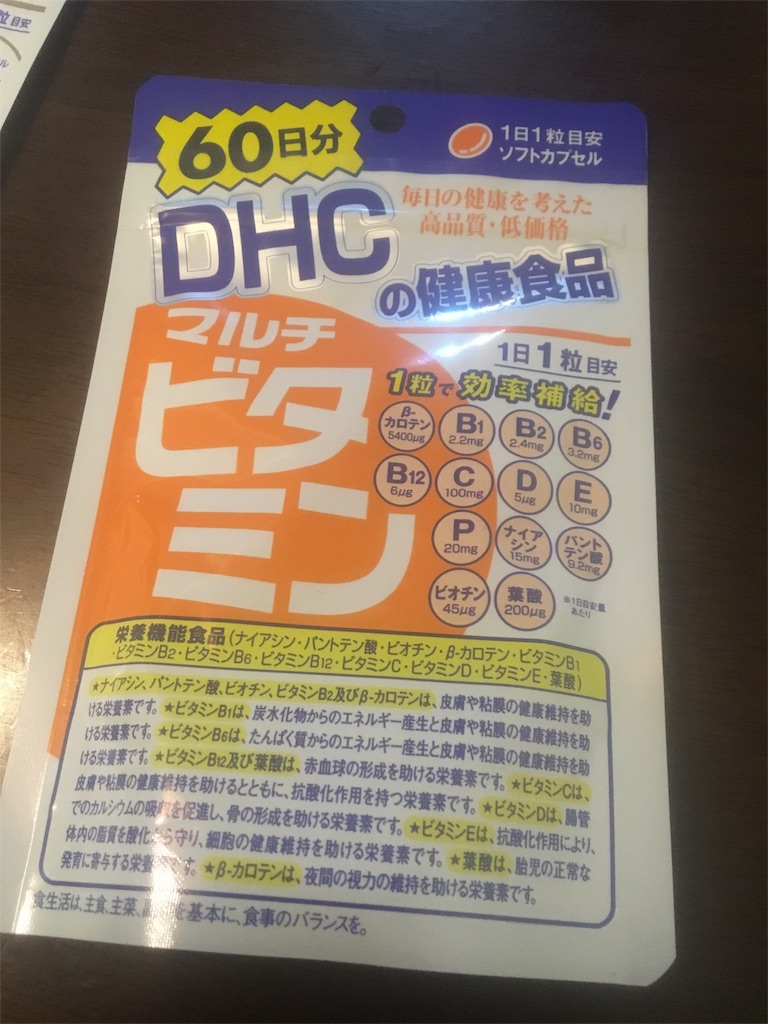 粒目安
60日分
1日1粒目安
ソフトカプセル
DHC
毎日の健康を考えた
高品質・低価格
の健康食品
マルチ
ビタ
ミン
1日1粒目安
1粒で効率補給!
β-カロテン 5400μg
B1 2.2mg
B2 2.4mg
B6 3.2mg
B12 6μg
C 100mg
D 5μg
E 10mg
P 20mg
ナイアシン 15mg
パントテン酸 9.2mg
ビオチン 45μg
葉酸 200μg
※1日目安量あたり
栄養機能食品(ナイアシン・パントテン酸・ビオチン・β-カロテン・ビタミンB1
・ビタミンB2・ビタミンB6・ビタミンB12・ビタミンC・ビタミンD・ビタミンE・葉酸)
★ナイアシン、パントテン酸、ビオチン、ビタミンB2及びβ-カロテンは、皮膚や粘膜の健康維持を助
ける栄養素です。★ビタミンB1は、炭水化物からのエネルギー産生と皮膚や粘膜の健康維持を助
ける栄養素です。★ビタミンB6は、たんぱく質からのエネルギー産生と皮膚や粘膜の健康維持を助
ける栄養素です。★ビタミンB12及び葉酸は、赤血球の形成を助ける栄養素です。★ビタミンCは、
皮膚や粘膜の健康維持を助けるとともに、抗酸化作用を持つ栄養素です。★ビタミンDは、腸管
でのカルシウムの吸収を促進し、骨の形成を助ける栄養素です。★ビタミンEは、抗酸化作用により、
体内の脂質を酸化から守り、細胞の健康維持を助ける栄養素です。★葉酸は、胎児の正常な
発育に寄与する栄養素です。★β-カロテンは、夜間の視力の維持を助ける栄養素です。
食生活は、主食、主菜、副菜を基本に、食事のバランスを。